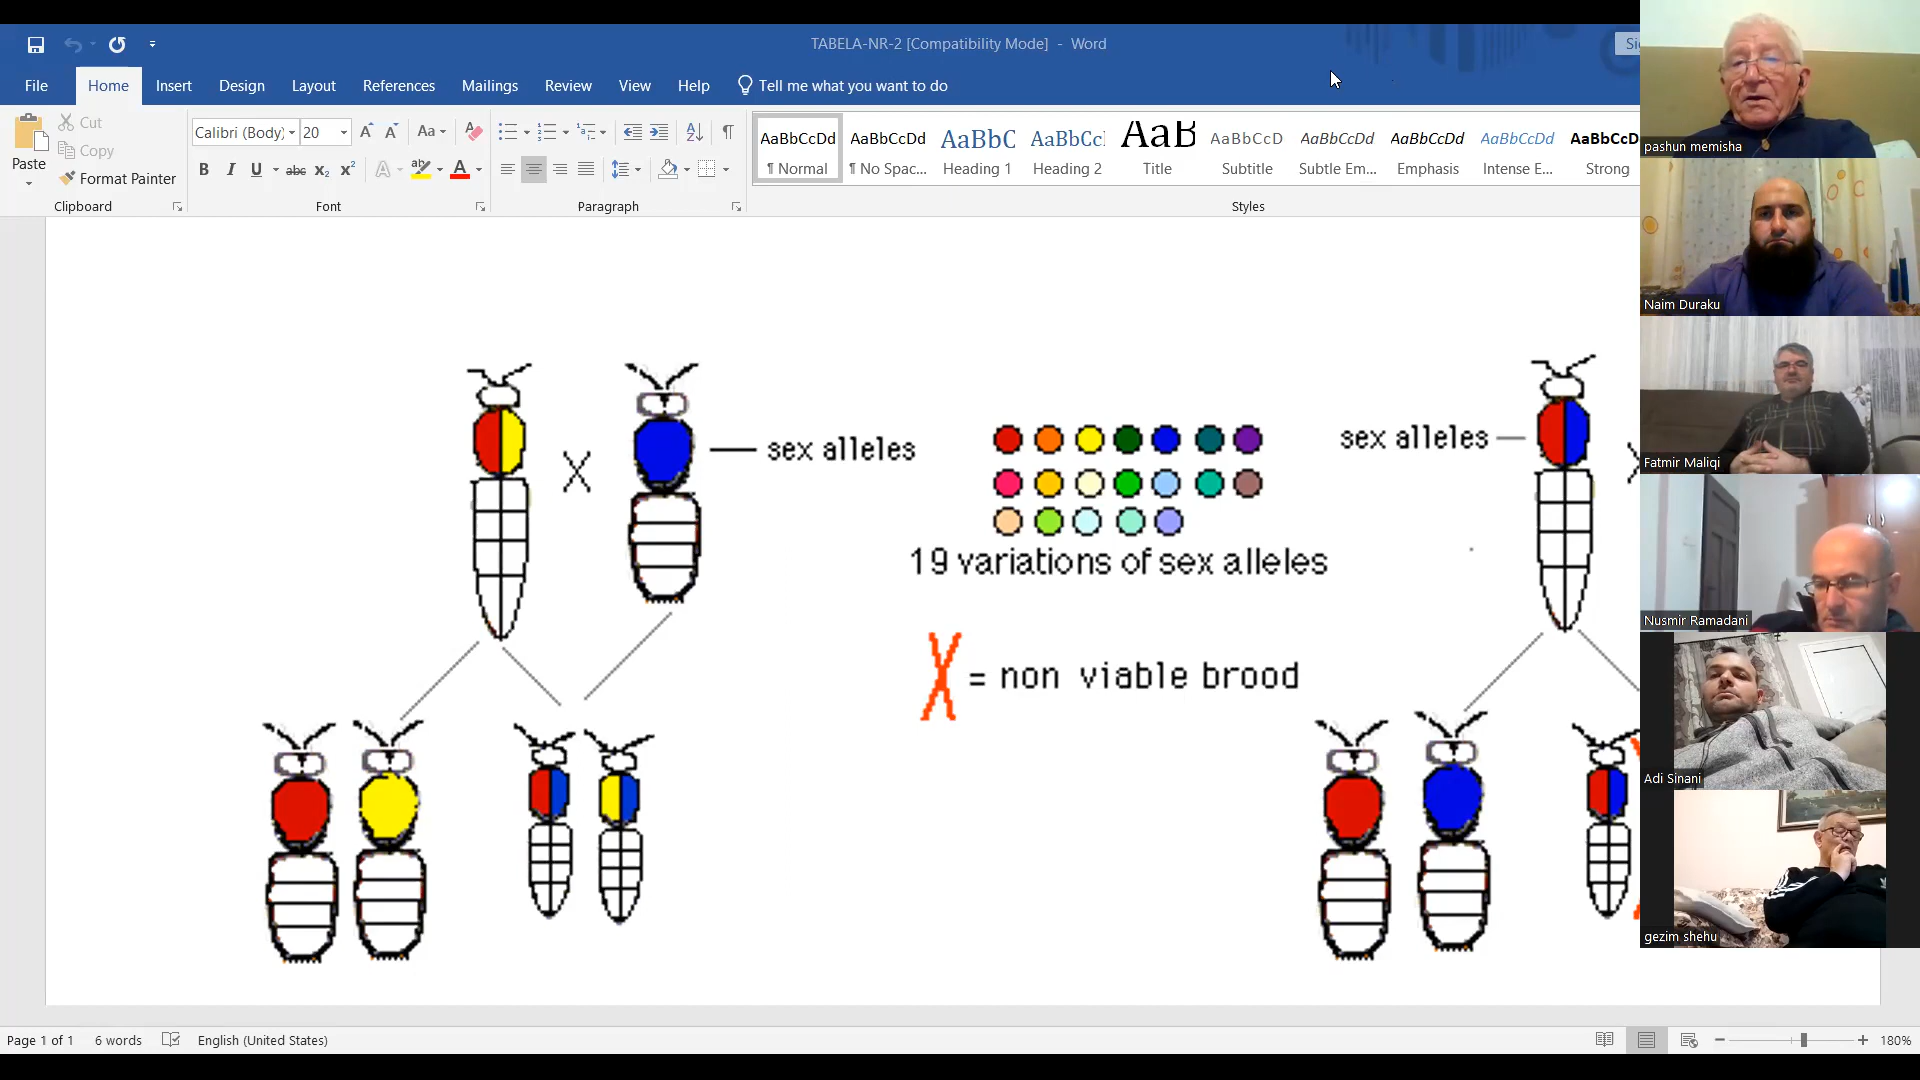 TABELA-NR-2 [Compatibility Mode] - Word
File Home Insert Design Layout References Mailings Review View Help Tell me what you want to do
Paste
Cut
Copy
Format Painter
Clipboard
Calibri (Body) 20
Aa
B I U abc X₂ X²
Font
Paragraph
AaBbCcDd
¶ Normal
AaBbCcDd
¶ No Spac...
AaBbC
Heading 1
AaBbCc
Heading 2
AaB
Title
AaBbCcD
Subtitle
AaBbCcDd
Subtle Em...
AaBbCcDd
Emphasis
AaBbCcDd
Intense E...
AaBbCcD
Strong
Styles
X
sex alleles
19 variations of sex alleles
X = non viable brood
sex alleles
pashun memisha
Naim Duraku
Fatmir Maliqi
Nusmir Ramadani
Adi Sinani
gezim shehu
Page 1 of 1 6 words English (United States)
180%